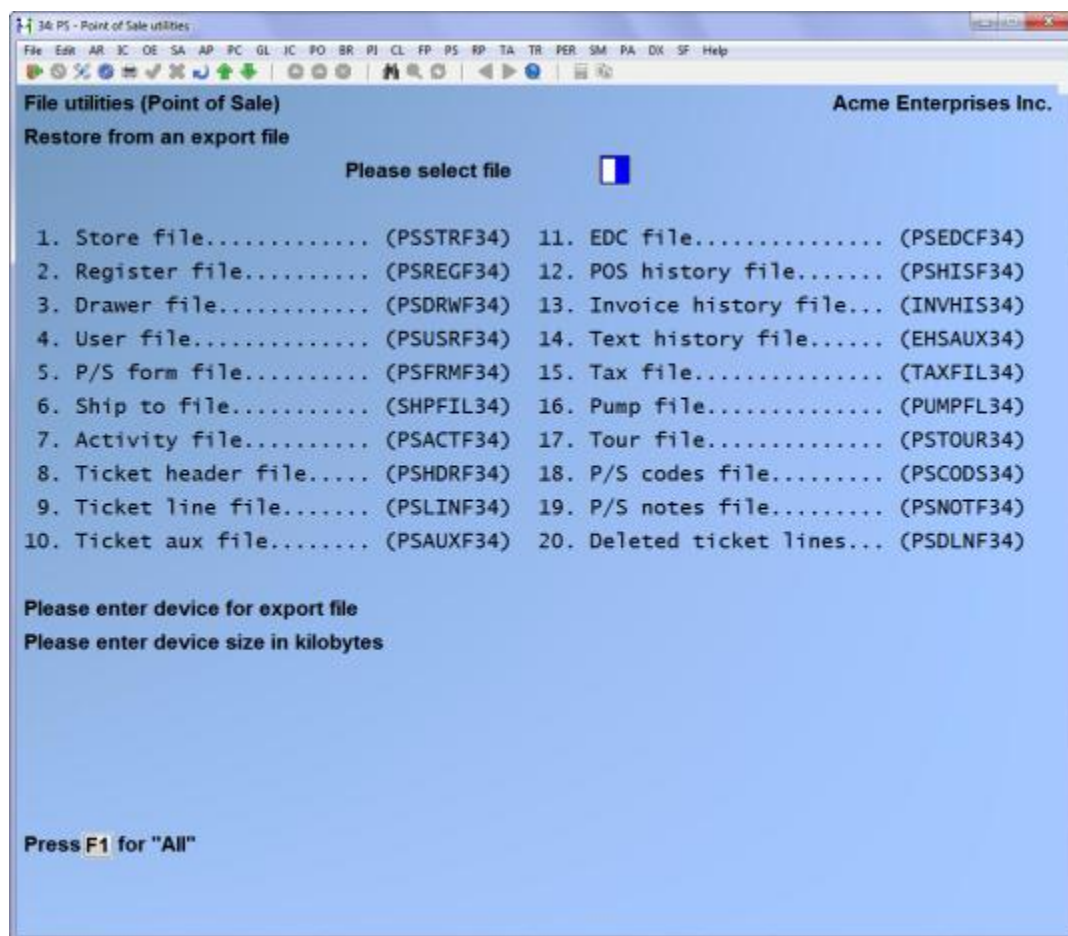 34: PS - Point of Sale utilities
File Edit AR IC OE SA AP PC GL JC PO BR PJ CL FP PS RP TA TR PER SM PA DX SF Help
File utilities (Point of Sale) Acme Enterprises Inc.
Restore from an export file
Please select file
1. Store file............. (PSSTRF34) 11. EDC file............... (PSEDCF34)
2. Register file.......... (PSREGF34) 12. POS history file....... (PSHISF34)
3. Drawer file............ (PSDRWF34) 13. Invoice history file... (INVHIS34)
4. User file.............. (PSUSRF34) 14. Text history file...... (EHSAUX34)
5. P/S form file.......... (PSFRMF34) 15. Tax file............... (TAXFIL34)
6. Ship to file........... (SHPFIL34) 16. Pump file.............. (PUMPFL34)
7. Activity file.......... (PSACTF34) 17. Tour file.............. (PSTOUR34)
8. Ticket header file..... (PSHDRF34) 18. P/S codes file......... (PSCODS34)
9. Ticket line file....... (PSLINF34) 19. P/S notes file......... (PSNOTF34)
10. Ticket aux file........ (PSAUXF34) 20. Deleted ticket lines... (PSDLNF34)
Please enter device for export file
Please enter device size in kilobytes
Press F1 for "All"